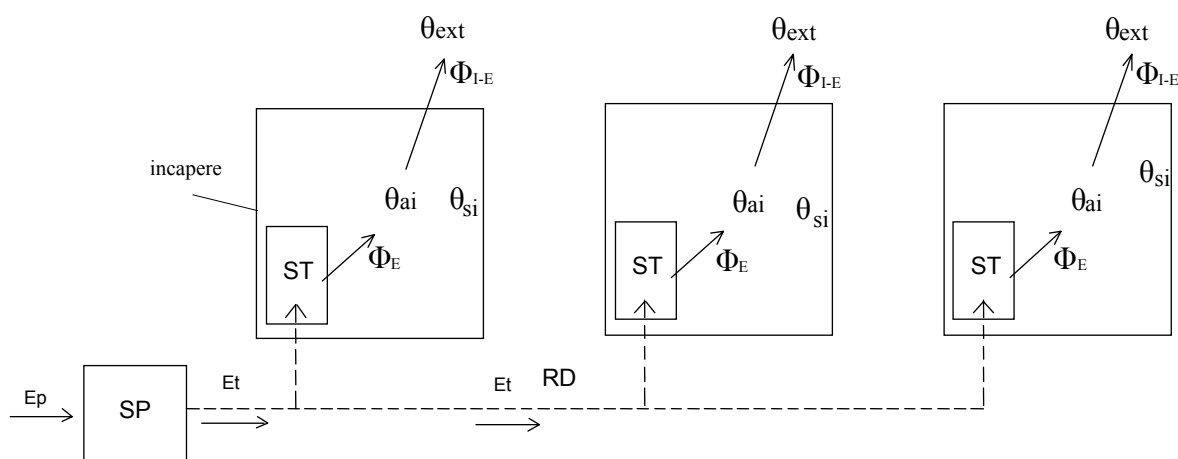 θext θext θext
ΦI-E ΦI-E ΦI-E
incapere
θai θsi θai θsi θai θsi
ST ΦE ST ΦE ST ΦE
Ep SP Et Et RD